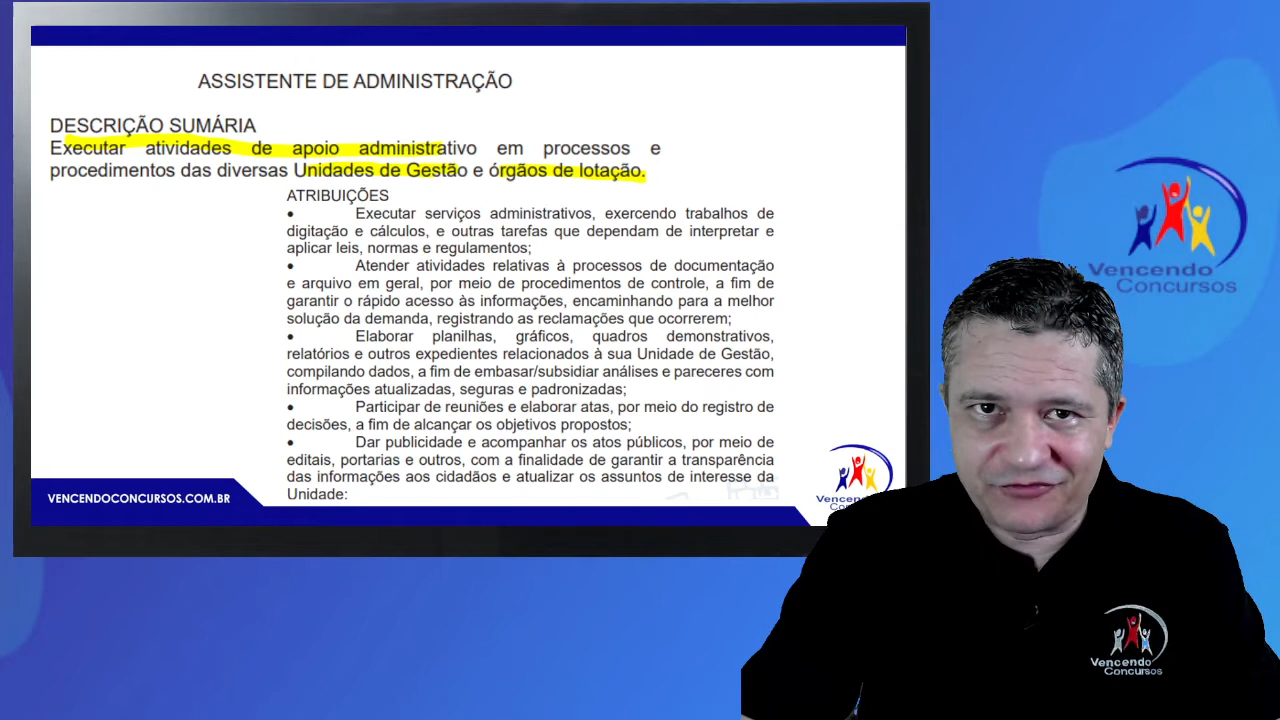 ASSISTENTE DE ADMINISTRAÇÃO
DESCRIÇÃO SUMÁRIA
Executar atividades de apoio administrativo em processos e
procedimentos das diversas Unidades de Gestão e órgãos de lotação.
ATRIBUIÇÕES
• Executar serviços administrativos, exercendo trabalhos de
digitação e cálculos, e outras tarefas que dependam de interpretar e
aplicar leis, normas e regulamentos;
• Atender atividades relativas à processos de documentação
e arquivo em geral, por meio de procedimentos de controle, a fim de
garantir o rápido acesso às informações, encaminhando para a melhor
solução da demanda, registrando as reclamações que ocorrerem;
• Elaborar planilhas, gráficos, quadros demonstrativos,
relatórios e outros expedientes relacionados à sua Unidade de Gestão,
compilando dados, a fim de embasar/subsidiar análises e pareceres com
informações atualizadas, seguras e padronizadas;
• Participar de reuniões e elaborar atas, por meio do registro de
decisões, a fim de alcançar os objetivos propostos;
• Dar publicidade e acompanhar os atos públicos, por meio de
editais, portarias e outros, com a finalidade de garantir a transparência
das informações aos cidadãos e atualizar os assuntos de interesse da
Unidade:
VENCENDOCONCURSOS.COM.BR
Vencendo
Vencendo
Concursos
Vencendo
Concursos